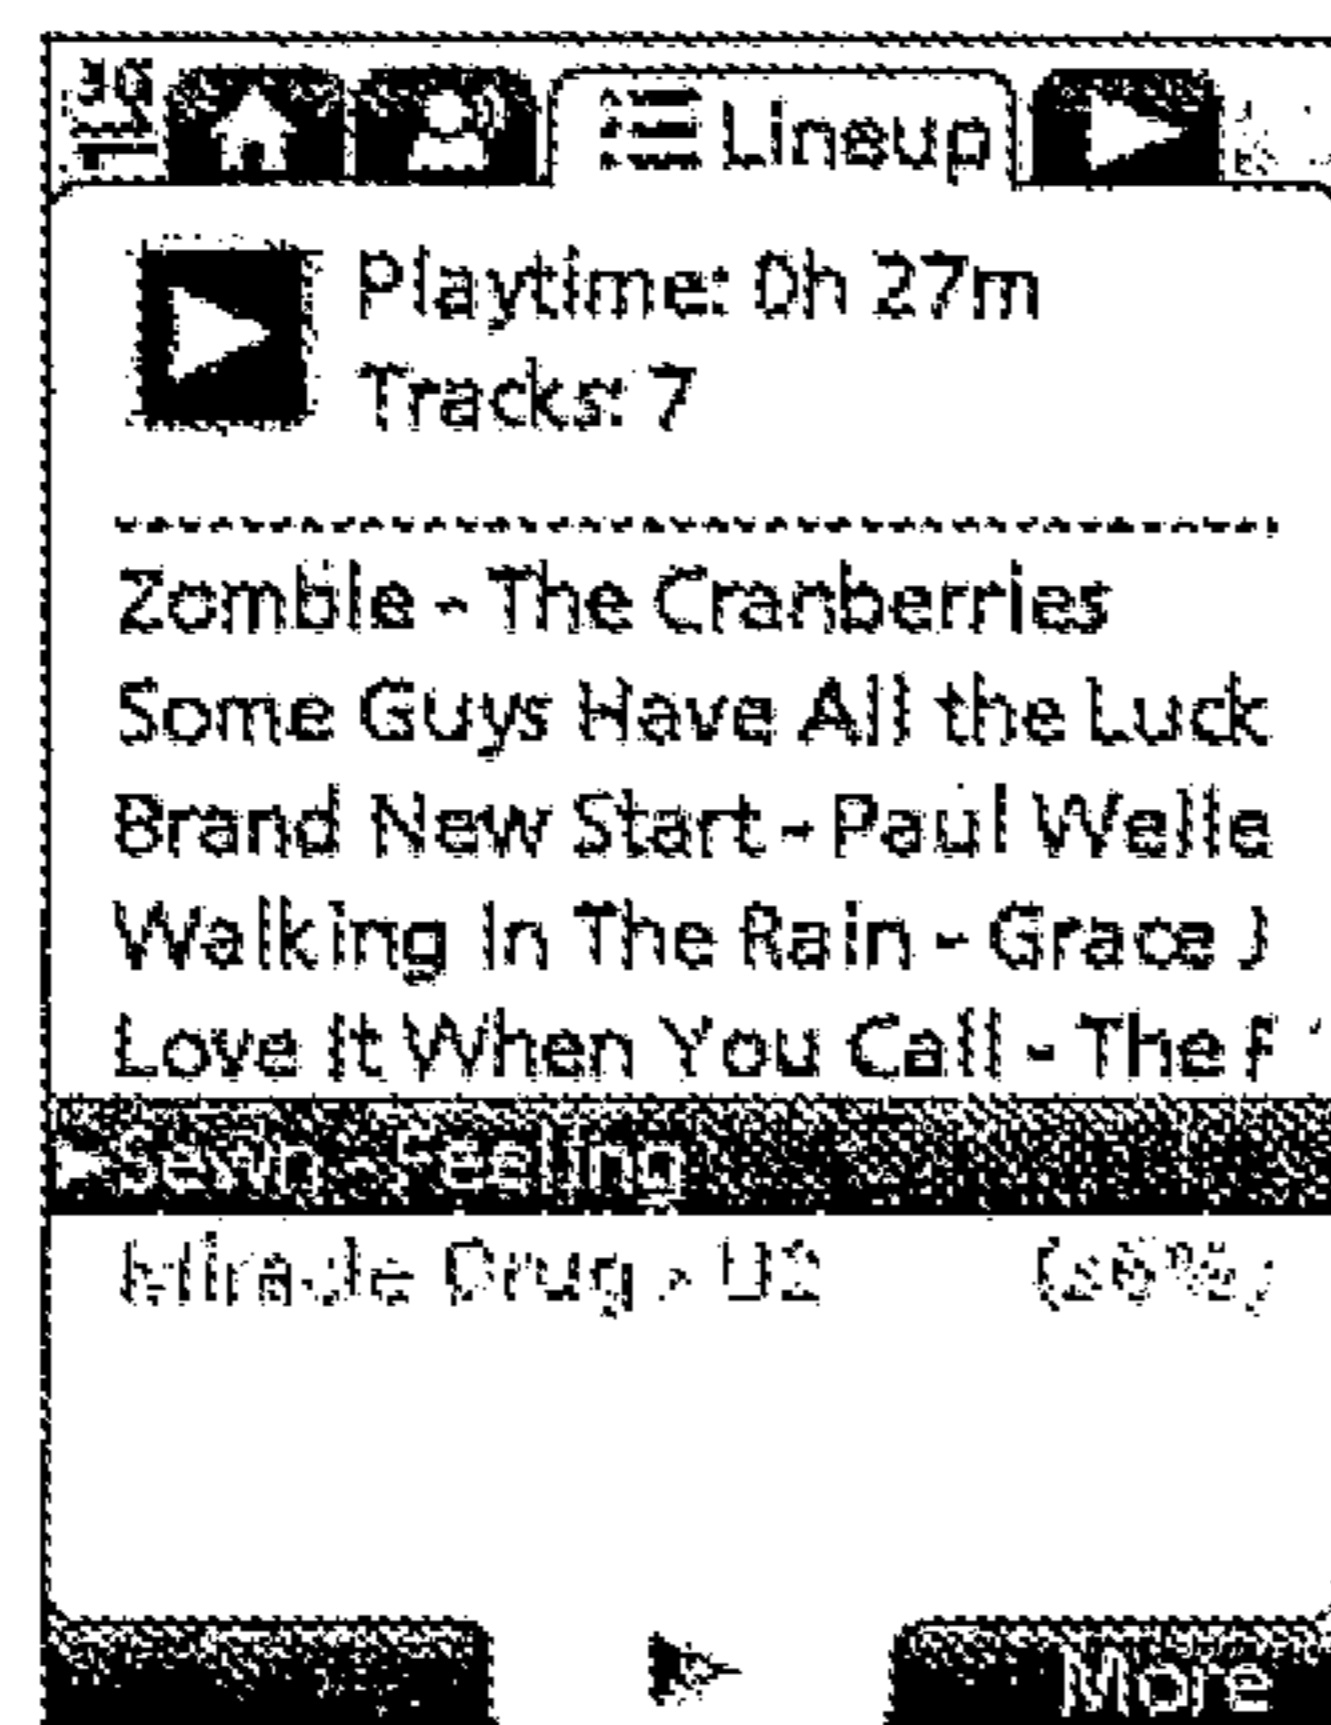 Lineup
Playtime: 0h 27m
Tracks: 7
Zombie - The Cranberries
Some Guys Have All the Luck
Brand New Start - Paul Welle
Walking In The Rain - Grace J
Love It When You Call - The F
Feeling
Miracle Drug - U2
More